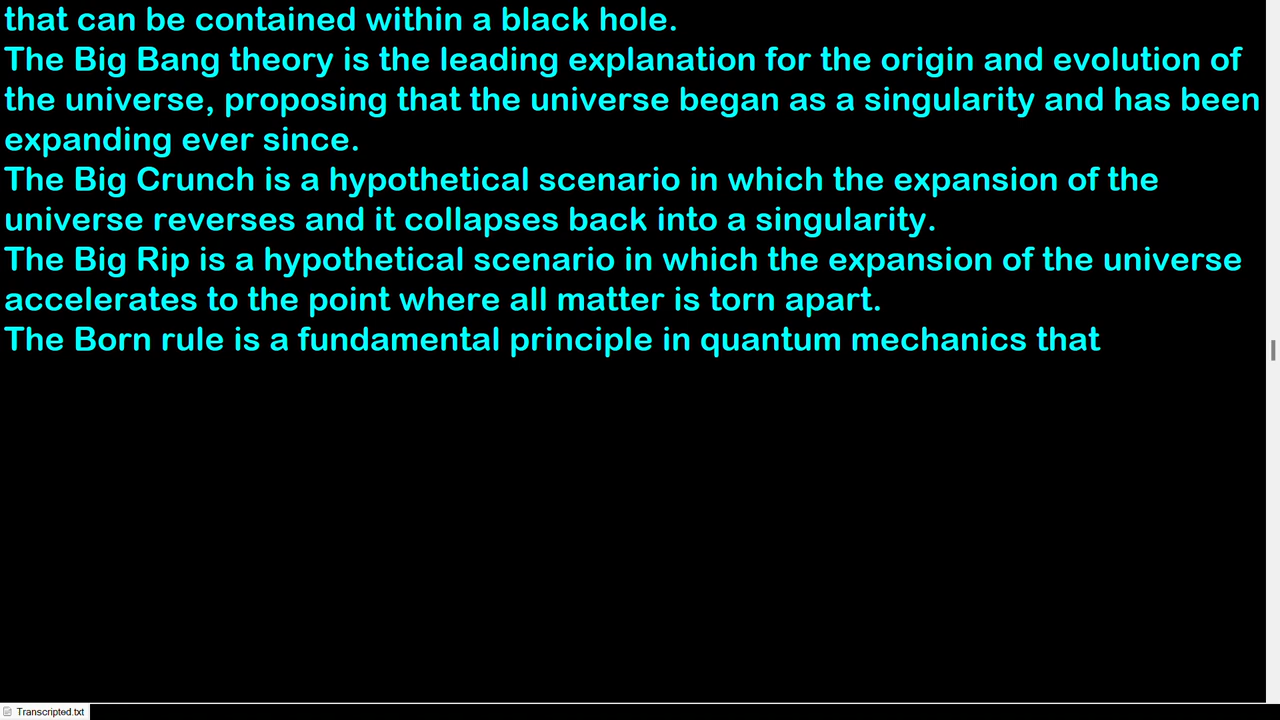 that can be contained within a black hole.
The Big Bang theory is the leading explanation for the origin and evolution of
the universe, proposing that the universe began as a singularity and has been
expanding ever since.
The Big Crunch is a hypothetical scenario in which the expansion of the
universe reverses and it collapses back into a singularity.
The Big Rip is a hypothetical scenario in which the expansion of the universe
accelerates to the point where all matter is torn apart.
The Born rule is a fundamental principle in quantum mechanics that
Transcripted.txt